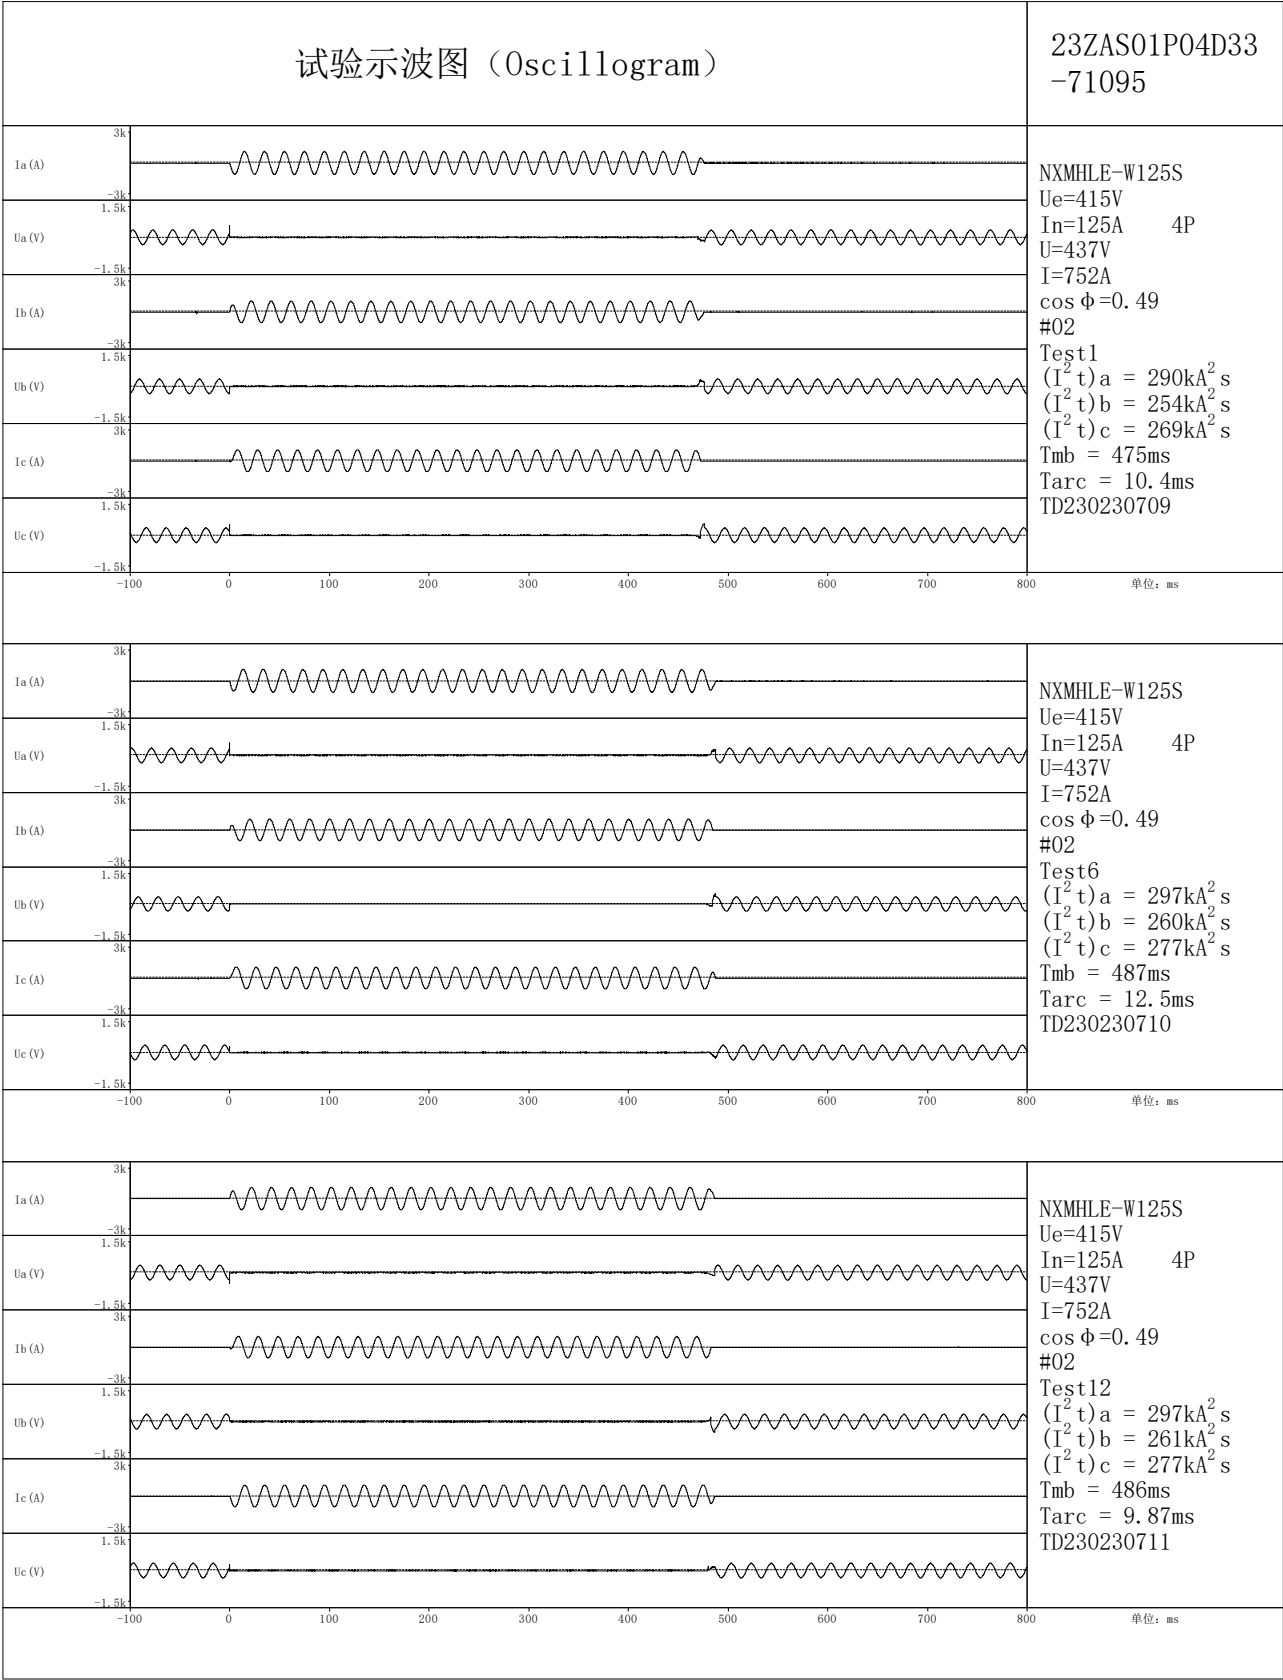 试验示波图（Oscillogram）
23ZAS01P04D33
-71095
3k
Ia(A)
-3k
1.5k
Ua(V)
-1.5k
3k
Ib(A)
-3k
1.5k
Ub(V)
-1.5k
3k
Ic(A)
-3k
1.5k
Uc(V)
-1.5k
-100 0 100 200 300 400 500 600 700 800 单位: ms
NXMHLE-W125S
Ue=415V
In=125A 4P
U=437V
I=752A
cosΦ=0.49
#02
Test1
(I²t)a = 290kA²s
(I²t)b = 254kA²s
(I²t)c = 269kA²s
Tmb = 475ms
Tarc = 10.4ms
TD230230709
3k
Ia(A)
-3k
1.5k
Ua(V)
-1.5k
3k
Ib(A)
-3k
1.5k
Ub(V)
-1.5k
3k
Ic(A)
-3k
1.5k
Uc(V)
-1.5k
-100 0 100 200 300 400 500 600 700 800 单位: ms
NXMHLE-W125S
Ue=415V
In=125A 4P
U=437V
I=752A
cosΦ=0.49
#02
Test6
(I²t)a = 297kA²s
(I²t)b = 260kA²s
(I²t)c = 277kA²s
Tmb = 487ms
Tarc = 12.5ms
TD230230710
3k
Ia(A)
-3k
1.5k
Ua(V)
-1.5k
3k
Ib(A)
-3k
1.5k
Ub(V)
-1.5k
3k
Ic(A)
-3k
1.5k
Uc(V)
-1.5k
-100 0 100 200 300 400 500 600 700 800 单位: ms
NXMHLE-W125S
Ue=415V
In=125A 4P
U=437V
I=752A
cosΦ=0.49
#02
Test12
(I²t)a = 297kA²s
(I²t)b = 261kA²s
(I²t)c = 277kA²s
Tmb = 486ms
Tarc = 9.87ms
TD230230711